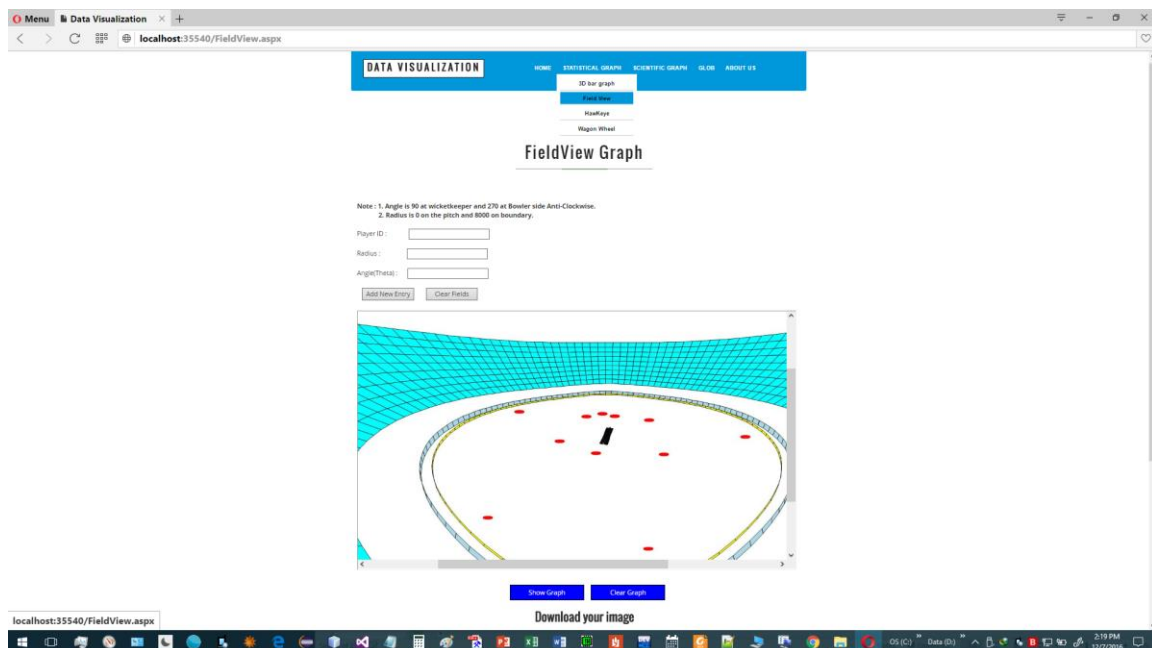 Menu Data Visualization
localhost:35540/FieldView.aspx
DATA VISUALIZATION HOME STATISTICAL GRAPH SCIENTIFIC GRAPH GLOB ABOUT US
3D bar graph
Field View
HawKeye
Wagon Wheel
FieldView Graph
Note : 1. Angle is 90 at wicketkeeper and 270 at Bowler side Anti-Clockwise.
2. Radius is 0 on the pitch and 8000 on boundary.
Player ID :
Radius :
Angle(Theta) :
Add New Entry Clear Fields
Show Graph Clear Graph
Download your image
localhost:35540/FieldView.aspx
OS (C:) Data (D:) 2:19 PM
12/7/2016